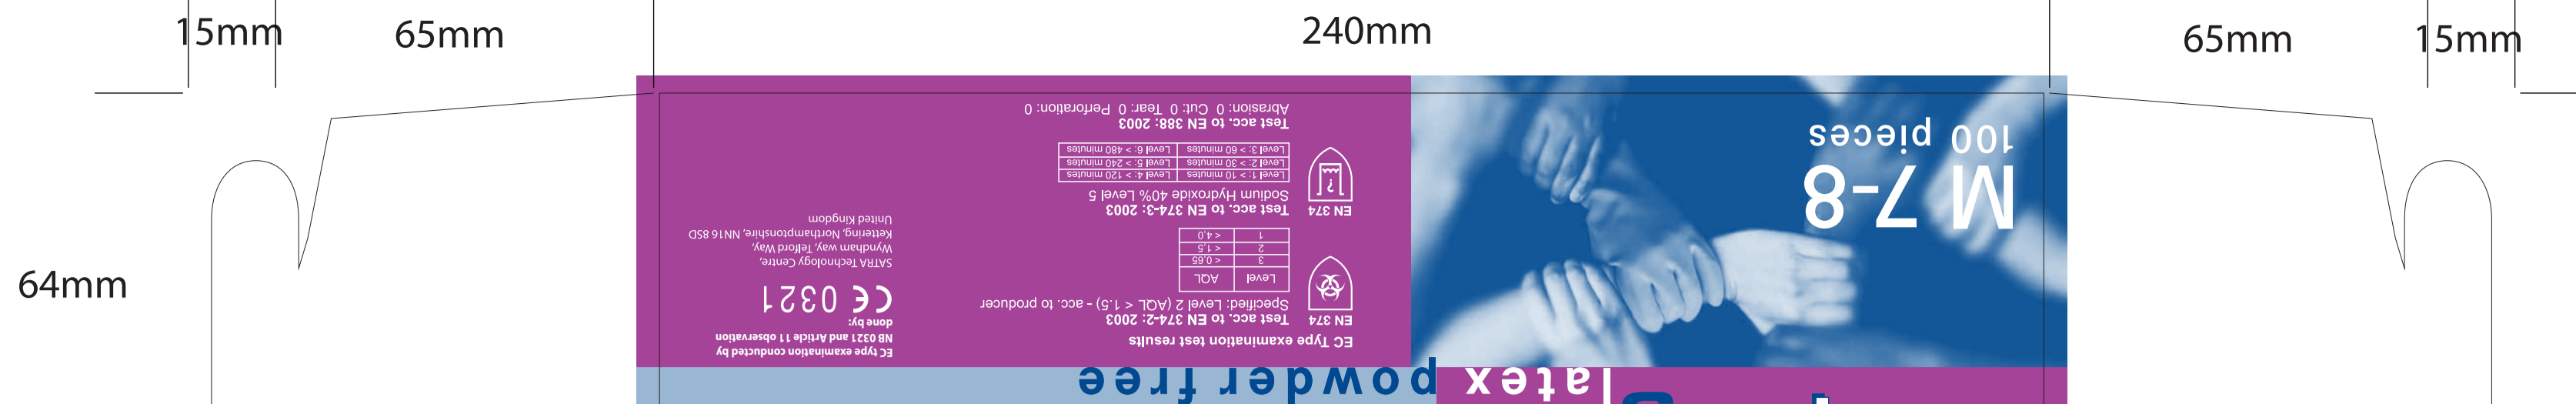 15mm
65mm
240mm
65mm
15mm
64mm
EC Type examination test results
EN 374
Test acc. to EN 374-2: 2003
Specified: Level 2 (AQL < 1.5) - acc. to producer
Level AQL
3 < 0,65
2 < 1,5
1 < 4,0
EN 374
Test acc. to EN 374-3: 2003
Sodium Hydroxide 40% Level 5
Level 1: > 10 minutes Level 4: > 120 minutes
Level 2: > 30 minutes Level 5: > 240 minutes
Level 3: > 60 minutes Level 6: > 480 minutes
Test acc. to EN 388: 2003
Abrasion: 0 Cut: 0 Tear: 0 Perforation: 0
EC type examination conducted by
NB 0321 and Article 11 observation
done by:
CE 0321
SATRA Technology Centre,
Wyndham way, Telford Way,
Kettering, Northamptonshire, NN16 8SD
United Kingdom
M 7-8
100 pieces
latex powder free